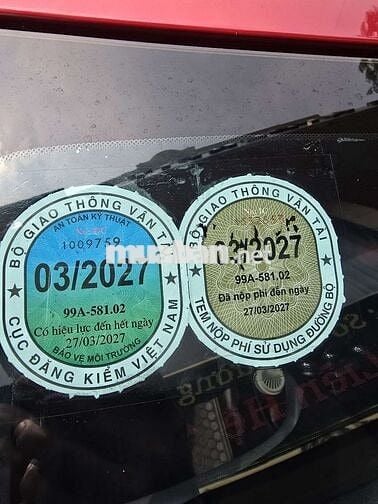 BỘ GIAO THÔNG VẬN TẢI
AN TOÀN KỸ THUẬT
1009759
03/2027
99A-581.02
Có hiệu lực đến hết ngày
27/03/2027
BẢO VỆ MÔI TRƯỜNG
CỤC ĐĂNG KIỂM VIỆT NAM
BỘ GIAO THÔNG VẬN TẢI
03/2027
99A-581.02
Đã nộp phí đến ngày
27/03/2027
TEM NỘP PHÍ SỬ DỤNG ĐƯỜNG BỘ
muaban.net